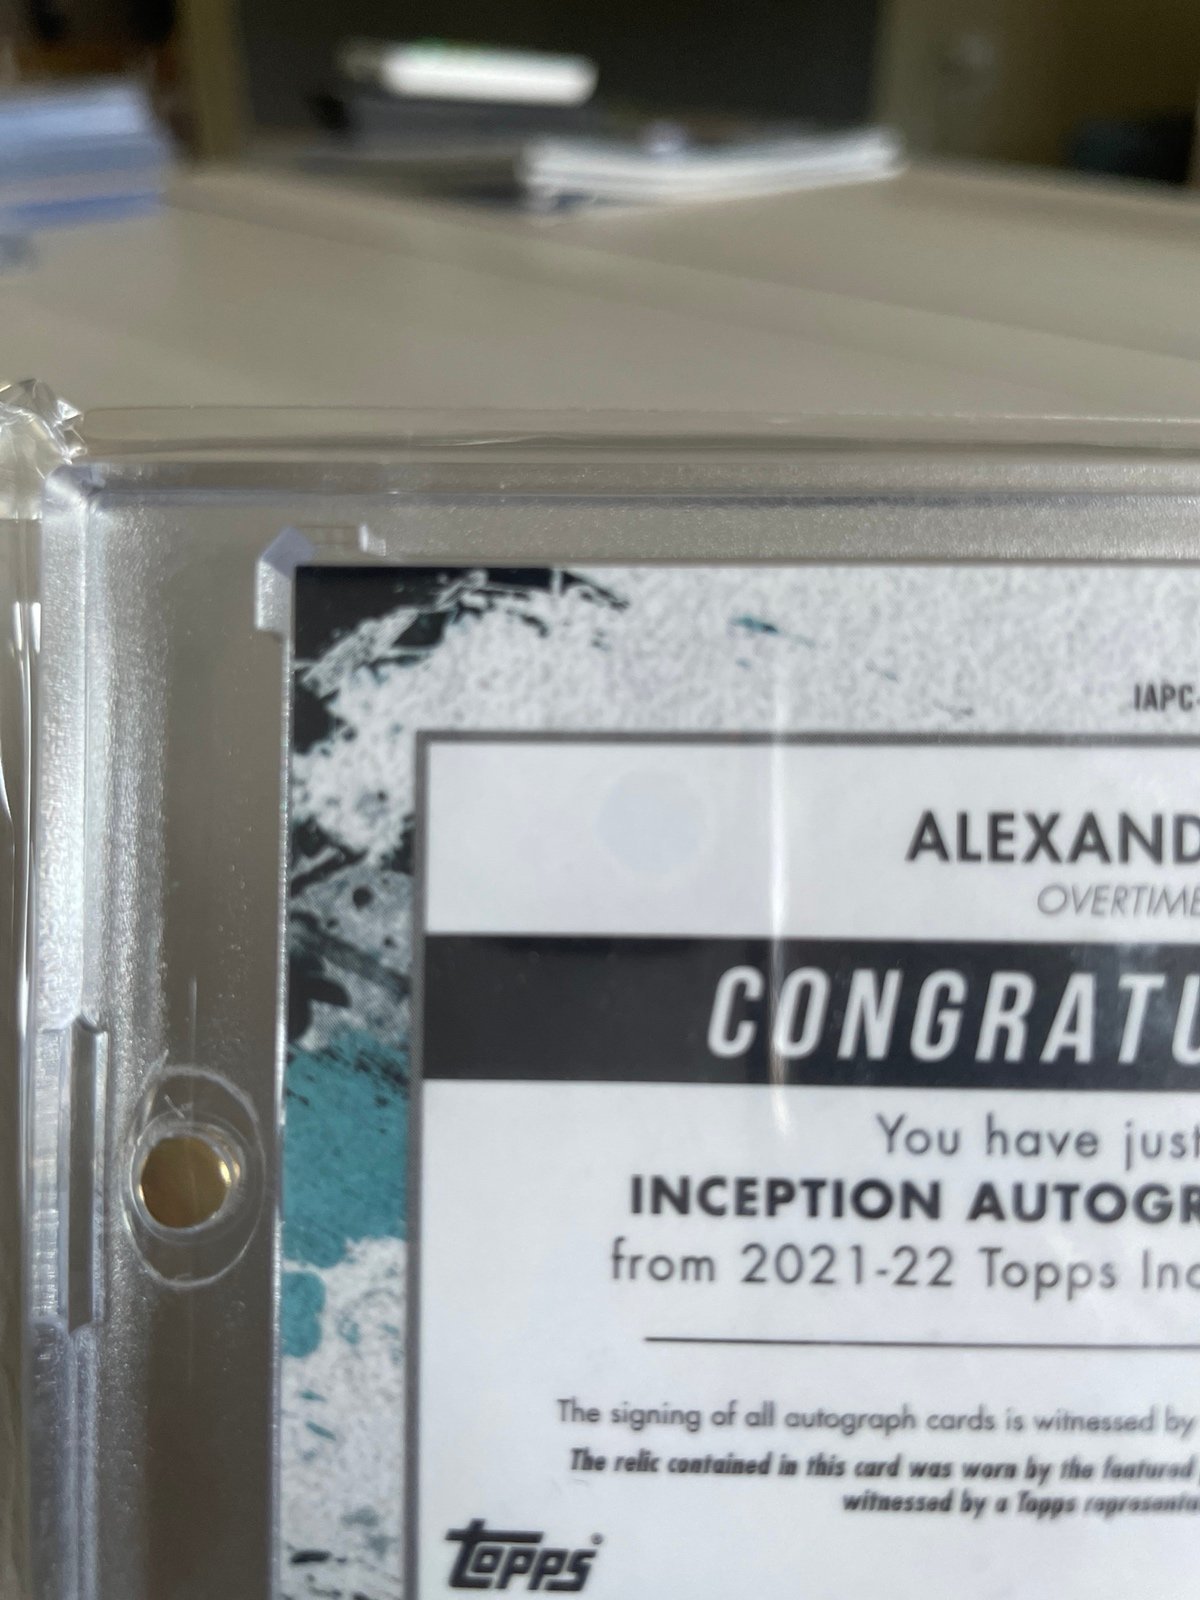 IAPC-
ALEXAND
OVERTIME
CONGRATU
You have just
INCEPTION AUTOGR
from 2021-22 Topps Inc
The signing of all autograph cards is witnessed by
The relic contained in this card was worn by the featured
witnessed by a Topps representa
Topps